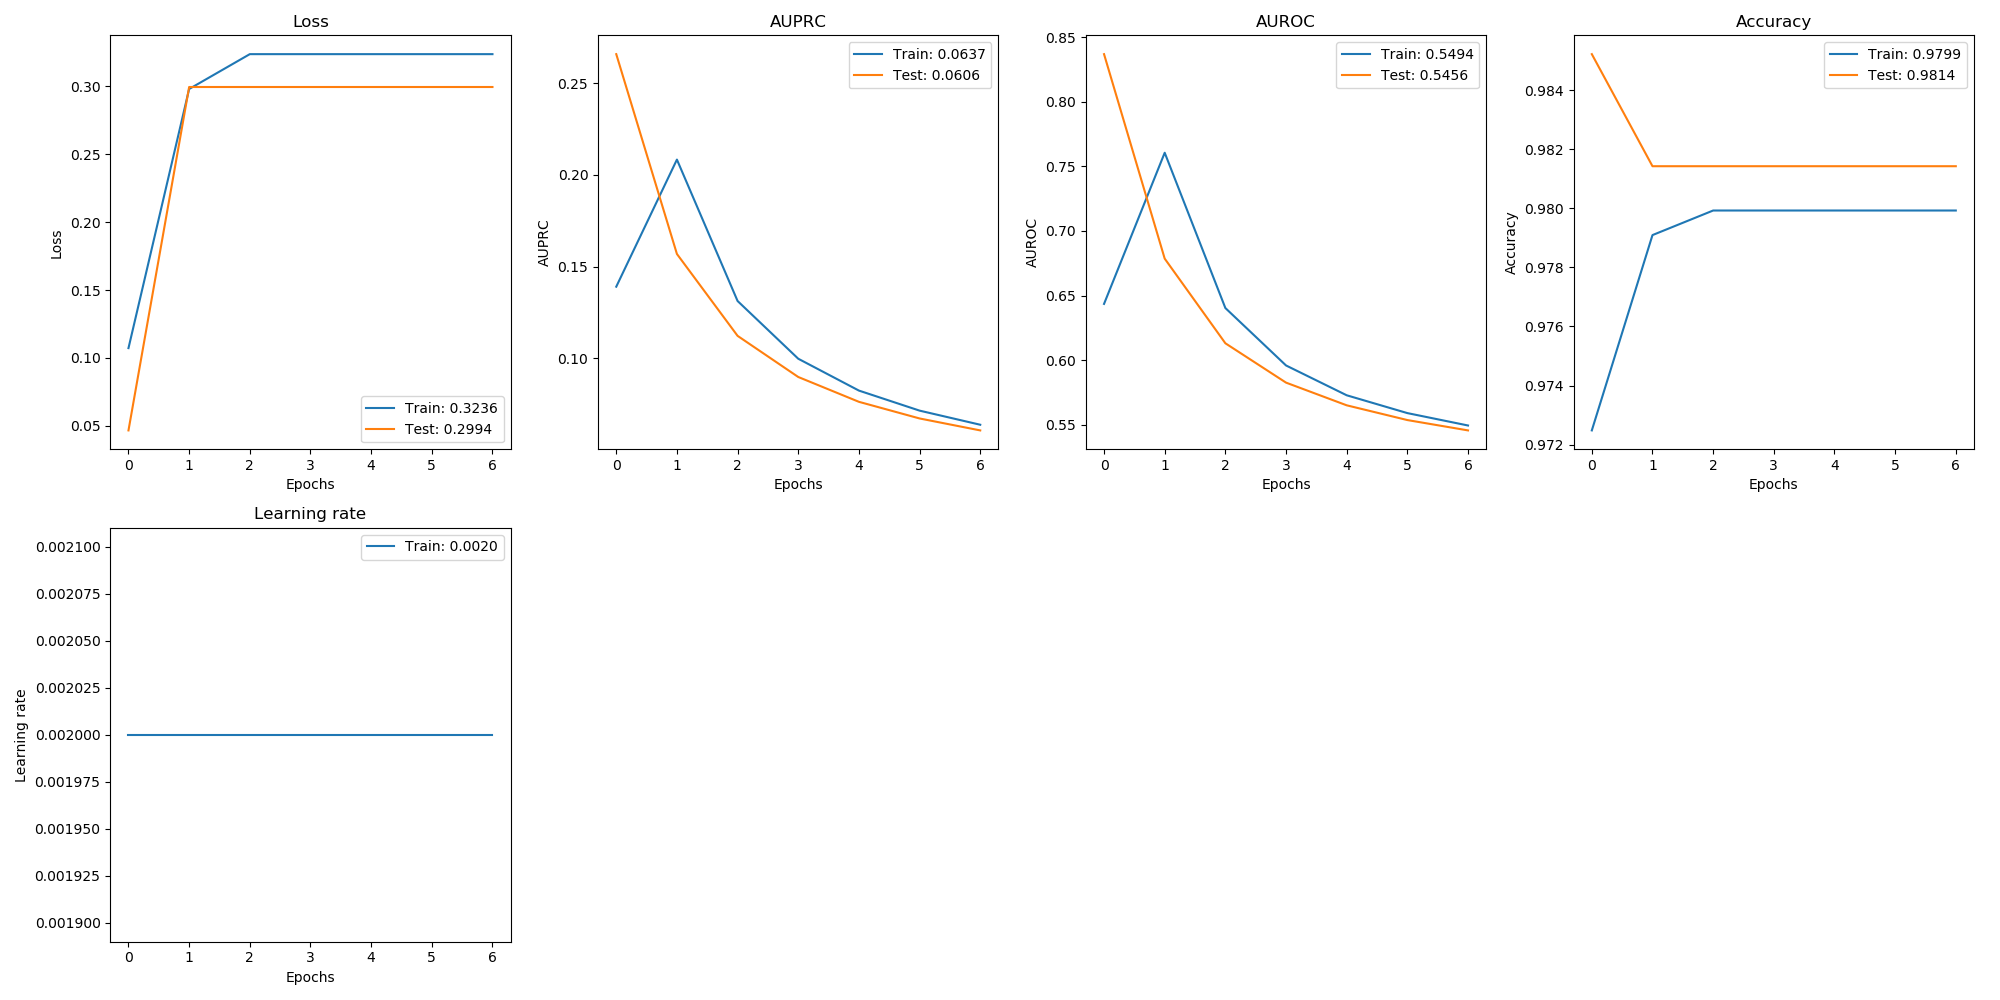 Loss
Loss
0.30
0.25
0.20
0.15
0.10
0.05
Train: 0.3236
Test: 0.2994
0 1 2 3 4 5 6
Epochs
AUPRC
AUPRC
0.25
0.20
0.15
0.10
Train: 0.0637
Test: 0.0606
0 1 2 3 4 5 6
Epochs
AUROC
AUROC
0.85
0.80
0.75
0.70
0.65
0.60
0.55
Train: 0.5494
Test: 0.5456
0 1 2 3 4 5 6
Epochs
Accuracy
Accuracy
0.984
0.982
0.980
0.978
0.976
0.974
0.972
Train: 0.9799
Test: 0.9814
0 1 2 3 4 5 6
Epochs
Learning rate
Learning rate
0.002100
0.002075
0.002050
0.002025
0.002000
0.001975
0.001950
0.001925
0.001900
Train: 0.0020
0 1 2 3 4 5 6
Epochs